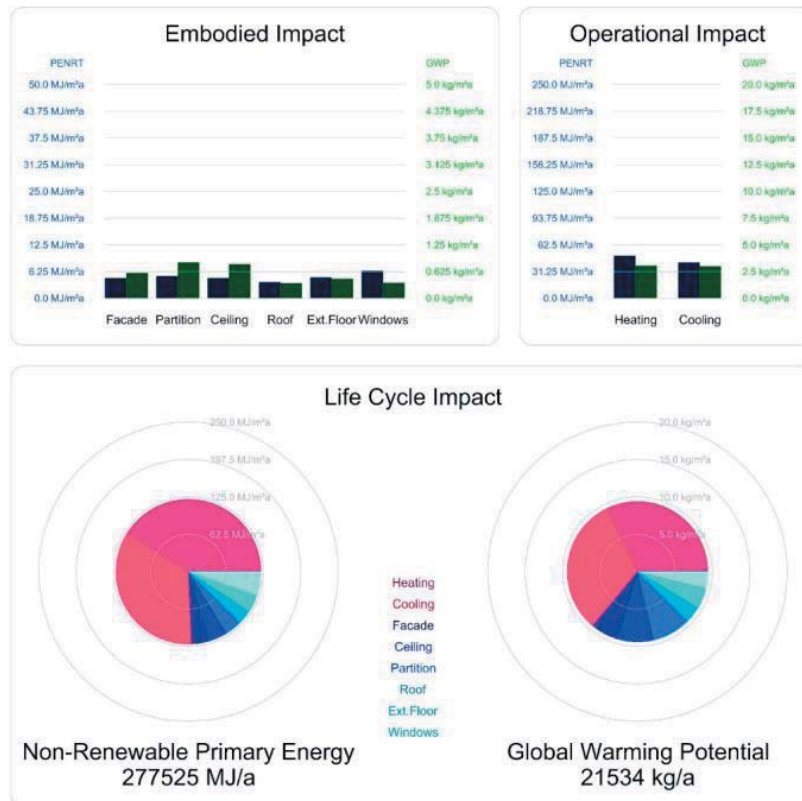 Embodied Impact
PENRT
GWP
50.0 MJ/m²a
5.0 kg/m²a
43.75 MJ/m²a
4.375 kg/m²a
37.5 MJ/m²a
3.75 kg/m²a
31.25 MJ/m²a
3.125 kg/m²a
25.0 MJ/m²a
2.5 kg/m²a
18.75 MJ/m²a
1.875 kg/m²a
12.5 MJ/m²a
1.25 kg/m²a
6.25 MJ/m²a
0.625 kg/m²a
0.0 MJ/m²a
0.0 kg/m²a
Facade Partition Ceiling Roof Ext.Floor Windows
Operational Impact
PENRT
GWP
250.0 MJ/m²a
20.0 kg/m²a
218.75 MJ/m²a
17.5 kg/m²a
187.5 MJ/m²a
15.0 kg/m²a
156.25 MJ/m²a
12.5 kg/m²a
125.0 MJ/m²a
10.0 kg/m²a
93.75 MJ/m²a
7.5 kg/m²a
62.5 MJ/m²a
5.0 kg/m²a
31.25 MJ/m²a
2.5 kg/m²a
0.0 MJ/m²a
0.0 kg/m²a
Heating Cooling
Life Cycle Impact
250.0 MJ/m²a
187.5 MJ/m²a
125.0 MJ/m²a
62.5 MJ/m²a
20.0 kg/m²a
15.0 kg/m²a
10.0 kg/m²a
5.0 kg/m²a
Heating
Cooling
Facade
Ceiling
Partition
Roof
Ext.Floor
Windows
Non-Renewable Primary Energy
277525 MJ/a
Global Warming Potential
21534 kg/a